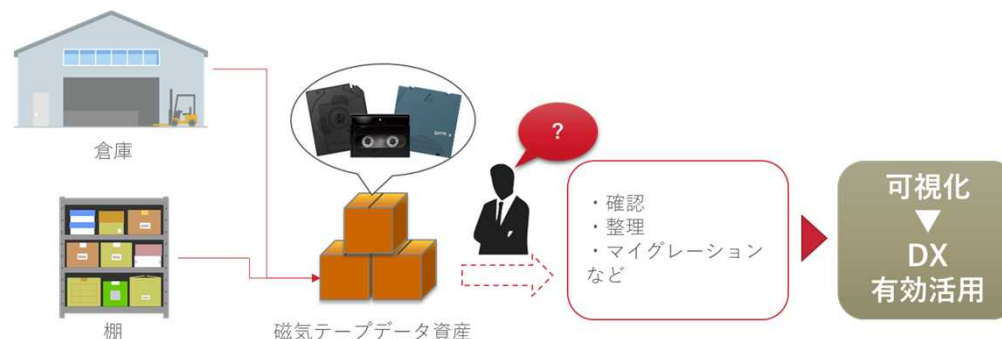 倉庫
棚
磁気テープデータ資産
?
・確認
・整理
・マイグレーション
など
可視化
▼
DX
有効活用